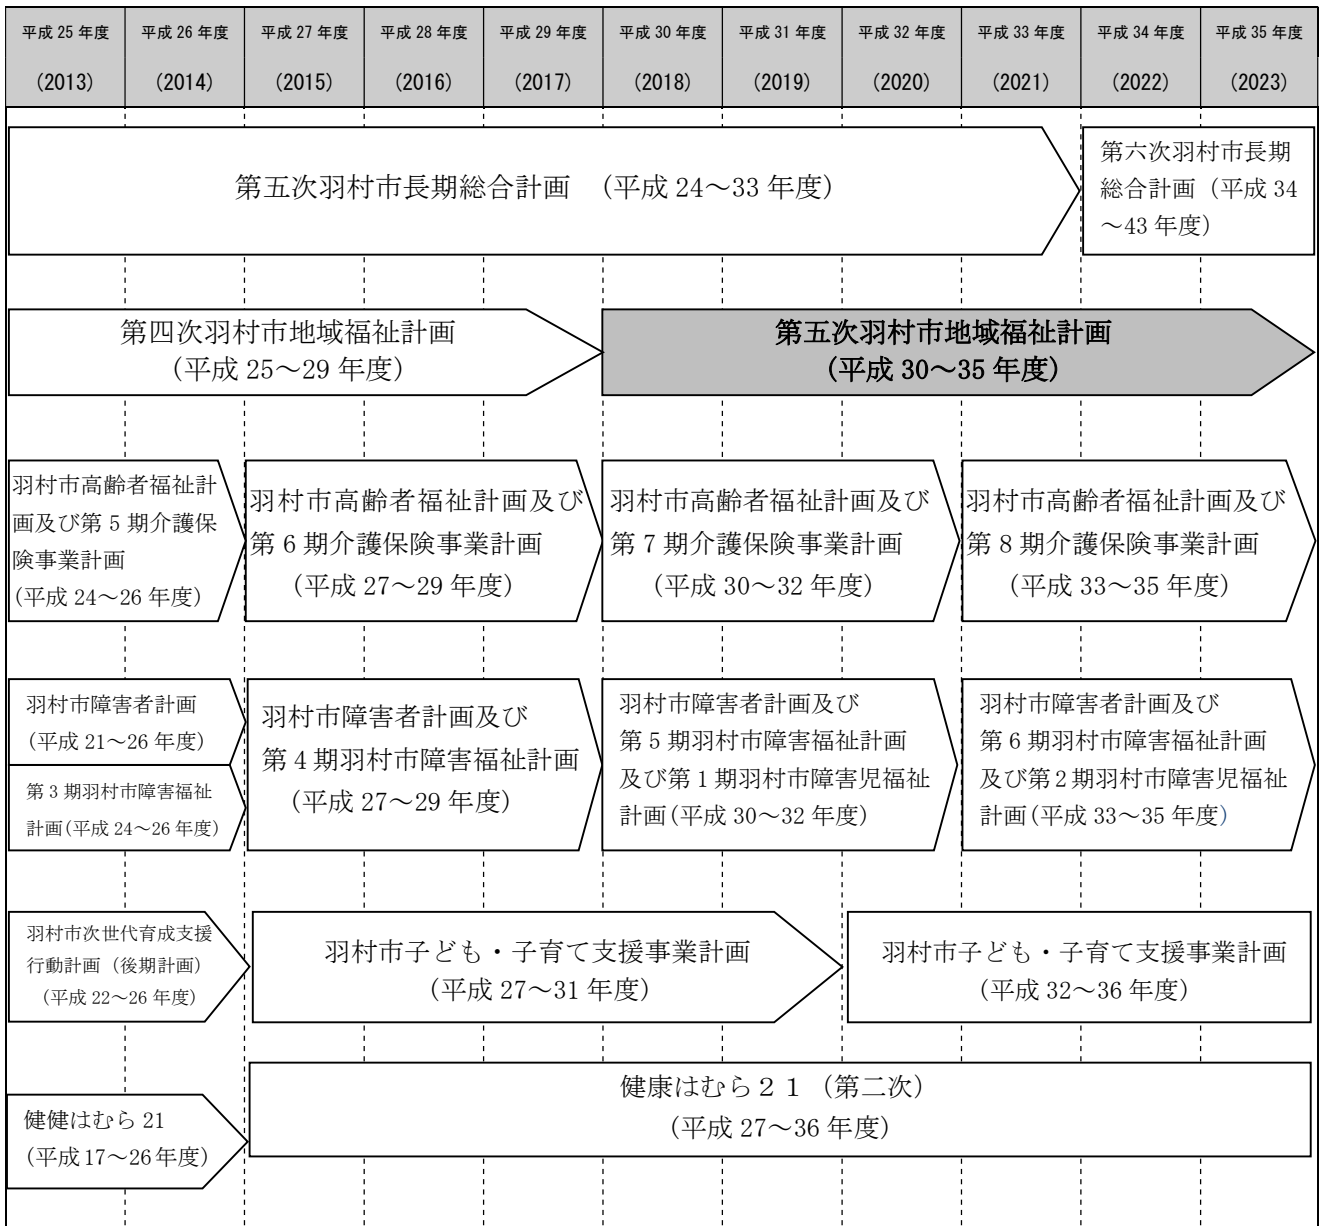 平成 25 年度
(2013)
平成 26 年度
(2014)
平成 27 年度
(2015)
平成 28 年度
(2016)
平成 29 年度
(2017)
平成 30 年度
(2018)
平成 31 年度
(2019)
平成 32 年度
(2020)
平成 33 年度
(2021)
平成 34 年度
(2022)
平成 35 年度
(2023)
第五次羽村市長期総合計画 （平成 24～33 年度）
第六次羽村市長期
総合計画（平成 34
～43 年度）
第四次羽村市地域福祉計画
（平成 25～29 年度）
第五次羽村市地域福祉計画
（平成 30～35 年度）
羽村市高齢者福祉計
画及び第 5 期介護保
険事業計画
（平成 24～26 年度）
羽村市高齢者福祉計画及び
第 6 期介護保険事業計画
（平成 27～29 年度）
羽村市高齢者福祉計画及び
第 7 期介護保険事業計画
（平成 30～32 年度）
羽村市高齢者福祉計画及び
第 8 期介護保険事業計画
（平成 33～35 年度）
羽村市障害者計画
（平成 21～26 年度）
第 3 期羽村市障害福祉
計画（平成 24～26 年度）
羽村市障害者計画及び
第 4 期羽村市障害福祉計画
（平成 27～29 年度）
羽村市障害者計画及び
第 5 期羽村市障害福祉計画
及び第 1 期羽村市障害児福祉
計画（平成 30～32 年度）
羽村市障害者計画及び
第 6 期羽村市障害福祉計画
及び第 2 期羽村市障害児福祉
計画（平成 33～35 年度）
羽村市次世代育成支援
行動計画（後期計画）
（平成 22～26 年度）
羽村市子ども・子育て支援事業計画
（平成 27～31 年度）
羽村市子ども・子育て支援事業計画
（平成 32～36 年度）
健健はむら 21
（平成 17～26 年度）
健康はむら２１（第二次）
（平成 27～36 年度）